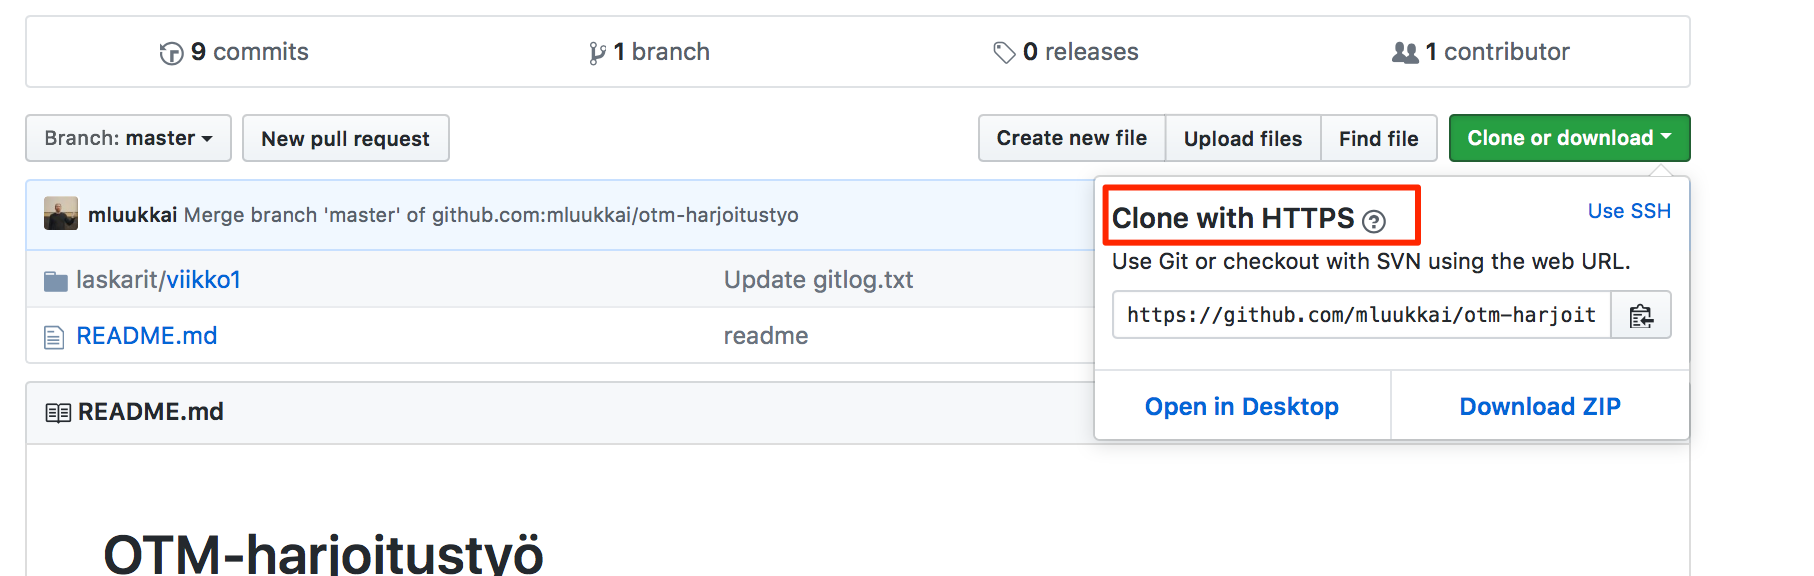 9 commits
1 branch
0 releases
1 contributor
Branch: master
New pull request
Create new file
Upload files
Find file
Clone or download
mluukkai Merge branch 'master' of github.com:mluukkai/otm-harjoitustyo
laskarit/viikko1
Update gitlog.txt
README.md
readme
Clone with HTTPS ?
Use SSH
Use Git or checkout with SVN using the web URL.
https://github.com/mluukkai/otm-harjoit
Open in Desktop
Download ZIP
README.md
OTM-harjoitustyö